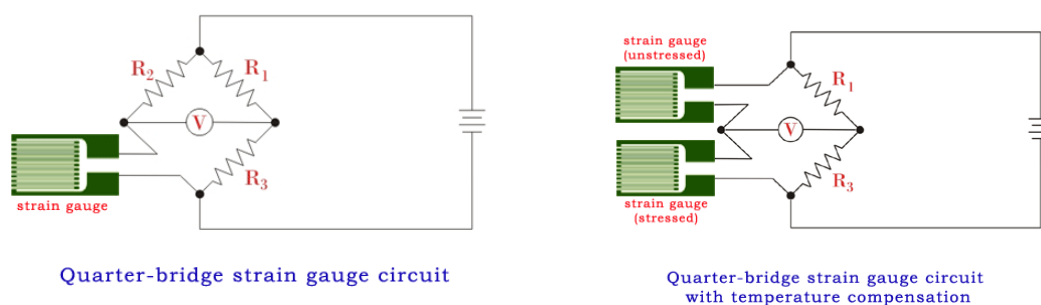 R2
R1
V
R3
strain gauge
Quarter-bridge strain gauge circuit
strain gauge
(unstressed)
R1
V
R3
strain gauge
(stressed)
Quarter-bridge strain gauge circuit
with temperature compensation